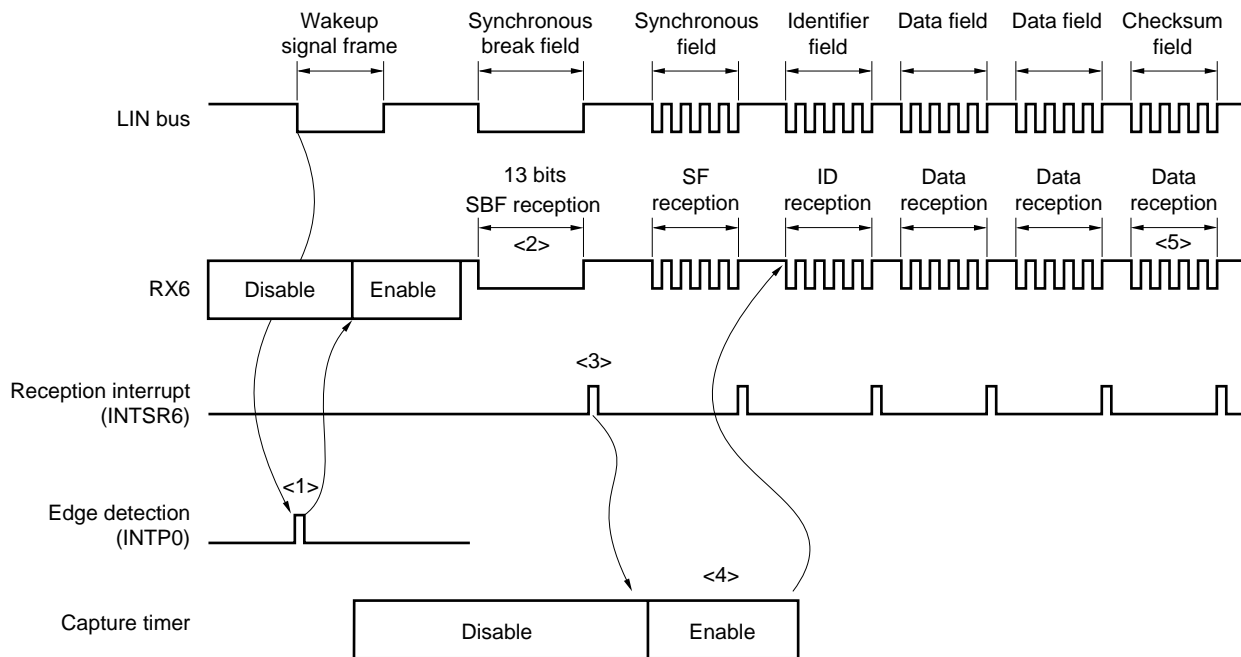 Wakeup
signal frame
Synchronous
break field
Synchronous
field
Identifier
field
Data field
Data field
Checksum
field
LIN bus
13 bits
SBF reception
<2>
SF
reception
ID
reception
Data
reception
Data
reception
Data
reception
<5>
RX6
Disable
Enable
<3>
Reception interrupt
(INTSR6)
<1>
Edge detection
(INTP0)
<4>
Capture timer
Disable
Enable